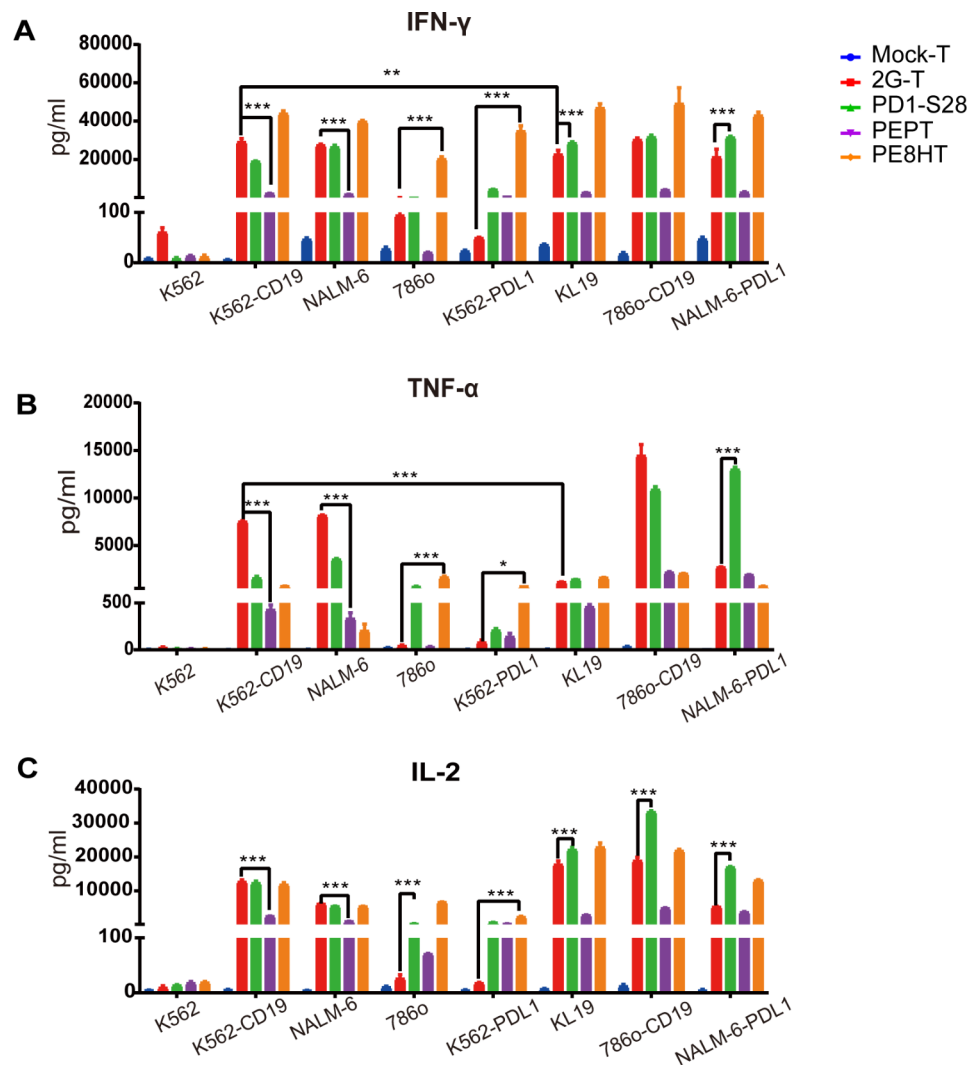 A
IFN-γ
80000
60000
40000
20000
100
0
pg/ml
**
***
***
***
***
***
***
K562
K562-CD19
NALM-6
786o
K562-PDL1
KL19
786o-CD19
NALM-6-PDL1
Mock-T
2G-T
PD1-S28
PEPT
PE8HT
B
TNF-α
20000
15000
10000
5000
500
0
pg/ml
***
***
***
***
*
***
K562
K562-CD19
NALM-6
786o
K562-PDL1
KL19
786o-CD19
NALM-6-PDL1
C
IL-2
40000
30000
20000
10000
100
0
pg/ml
***
***
***
***
***
***
***
K562
K562-CD19
NALM-6
786o
K562-PDL1
KL19
786o-CD19
NALM-6-PDL1